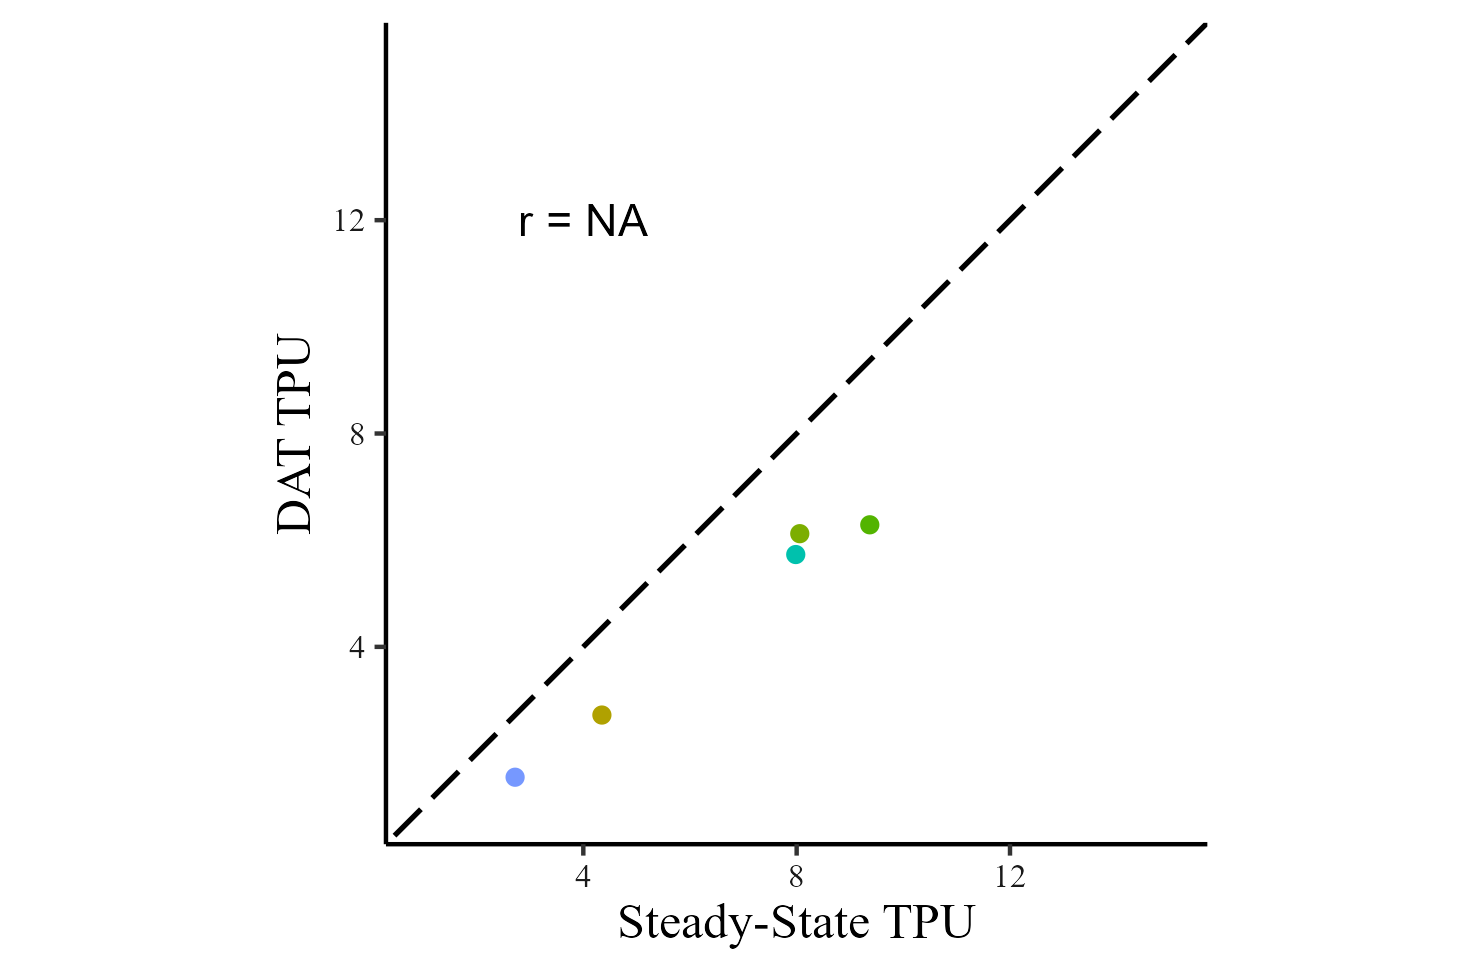 r = NA
12
8
4
DAT TPU
4 8 12
Steady-State TPU